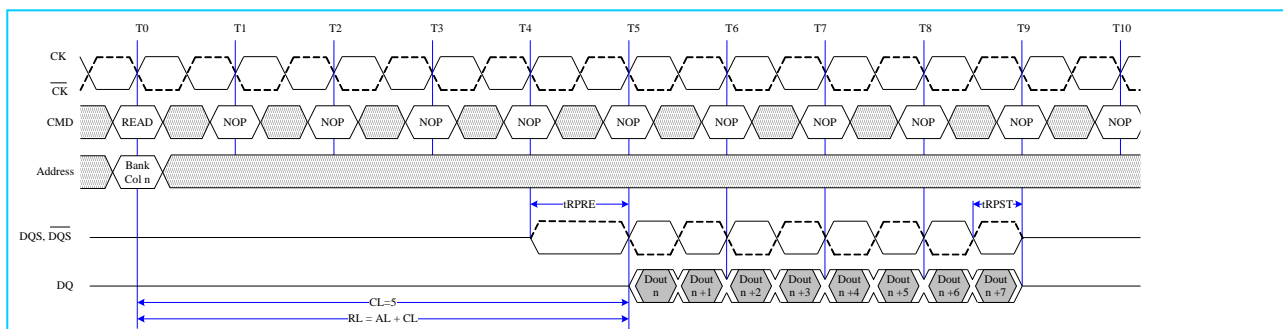 T0 T1 T2 T3 T4 T5 T6 T7 T8 T9 T10
CK
CK
CMD READ NOP NOP NOP NOP NOP NOP NOP NOP NOP NOP
Address Bank
Col n
tRPRE tRPST
DQS, DQS
DQ Dout Dout Dout Dout Dout Dout Dout Dout
n n +1 n +2 n +3 n +4 n +5 n +6 n +7
CL=5
RL = AL + CL